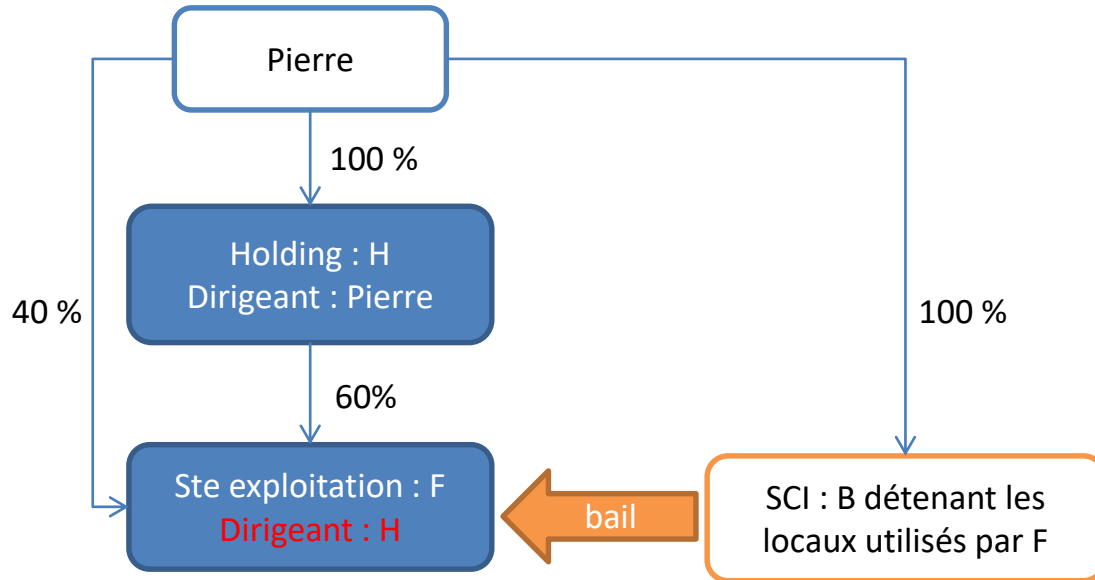 Pierre
100 %
Holding : H
Dirigeant : Pierre
40 %
100 %
60%
Ste exploitation : F
Dirigeant : H
bail
SCI : B détenant les
locaux utilisés par F